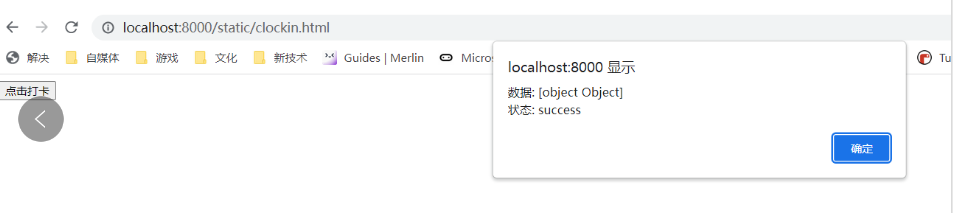 localhost:8000/static/clockin.html
解决 自媒体 游戏 文化 新技术 Guides | Merlin Micros Tu
点击打卡
localhost:8000 显示
数据: [object Object]
状态: success
确定